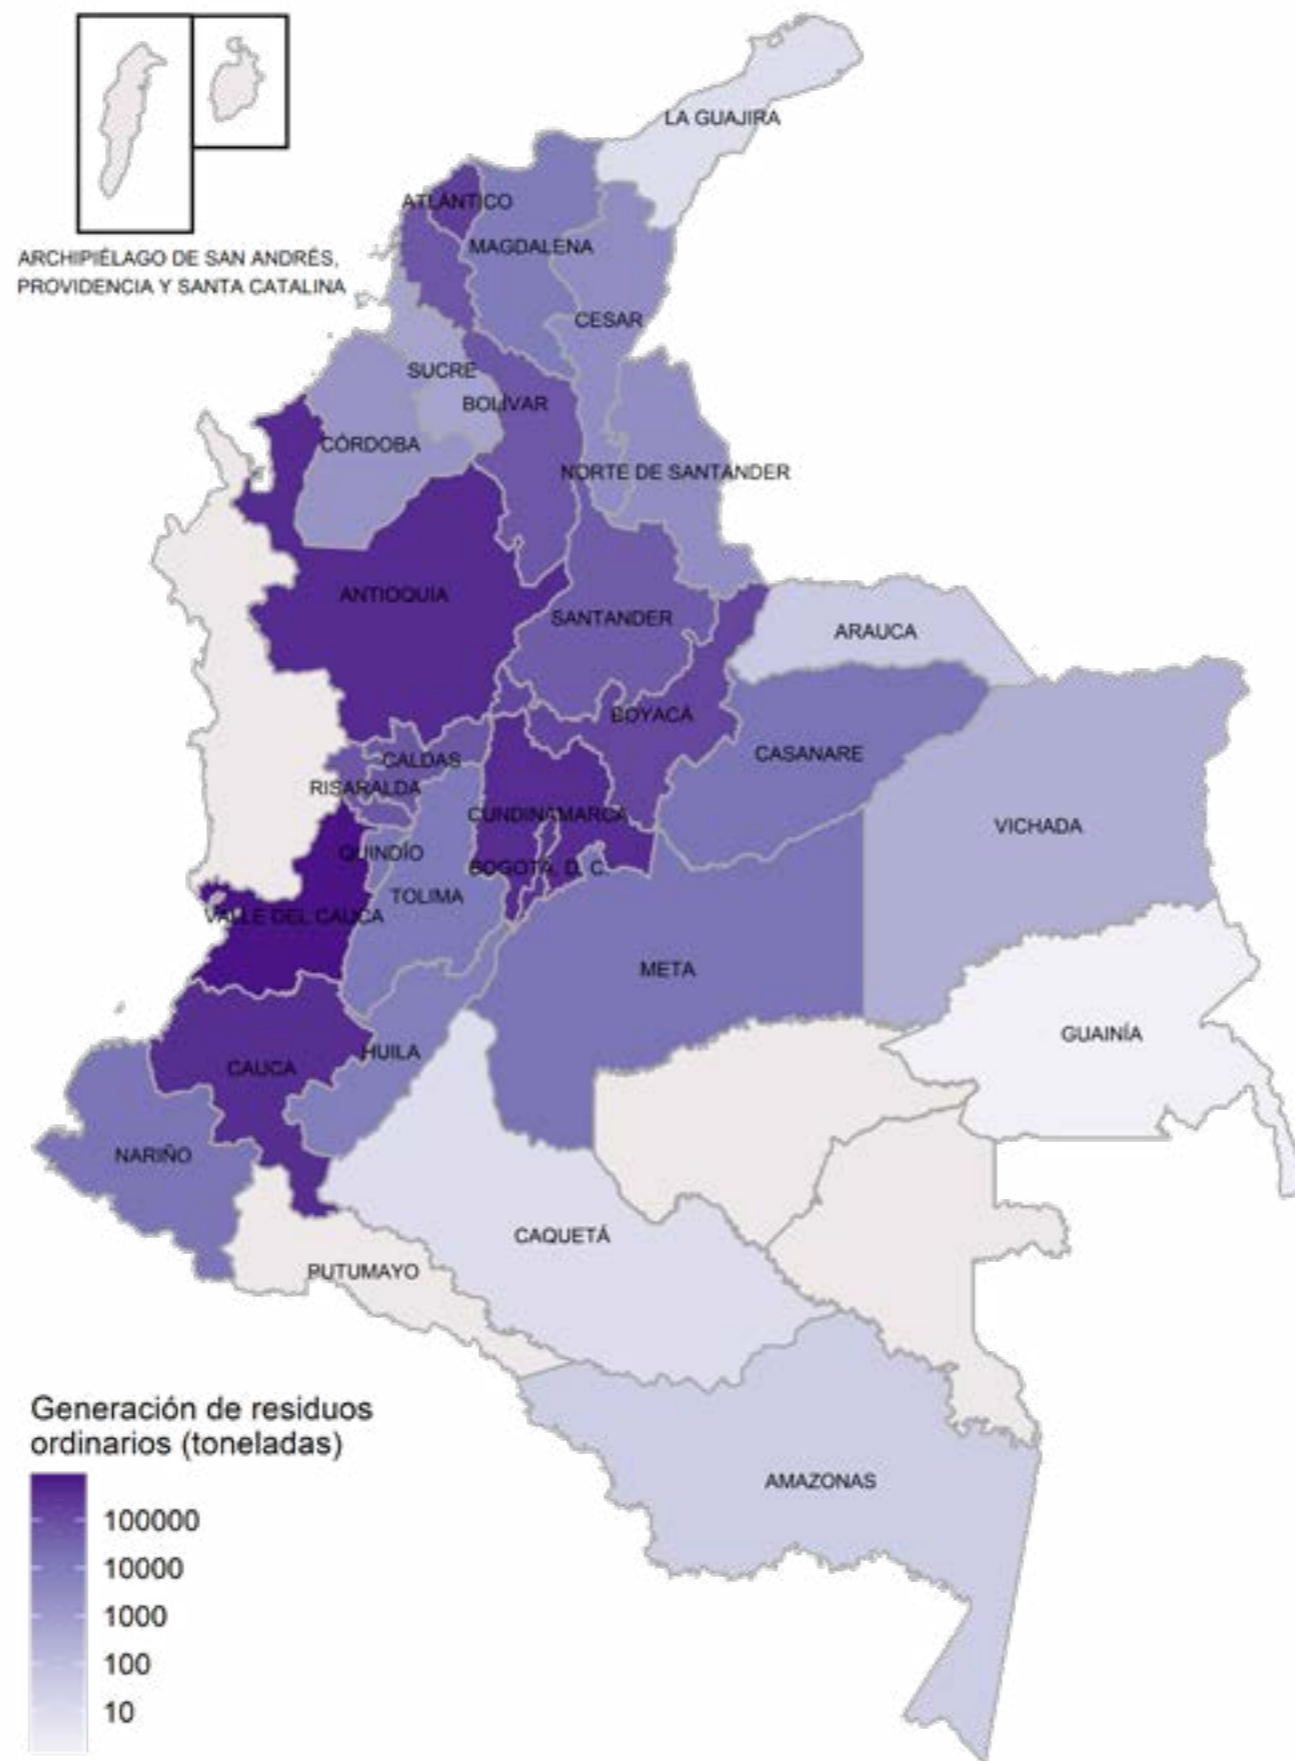 LA GUAJIRA
ATLÁNTICO
MAGDALENA
ARCHIPIÉLAGO DE SAN ANDRÉS,
PROVIDENCIA Y SANTA CATALINA
CESAR
SUCRE
BOLÍVAR
CÓRDOBA
NORTE DE SANTANDER
ANTIOQUIA
SANTANDER
ARAUCA
BOYACÁ
CASANARE
CALDAS
RISARALDA
CUNDINAMARCA
VICHADA
QUINDÍO
BOGOTÁ, D. C.
TOLIMA
VALLE DEL CAUCA
META
GUAINÍA
HUILA
CAUCA
NARIÑO
CAQUETÁ
PUTUMAYO
AMAZONAS
Generación de residuos
ordinarios (toneladas)
100000
10000
1000
100
10